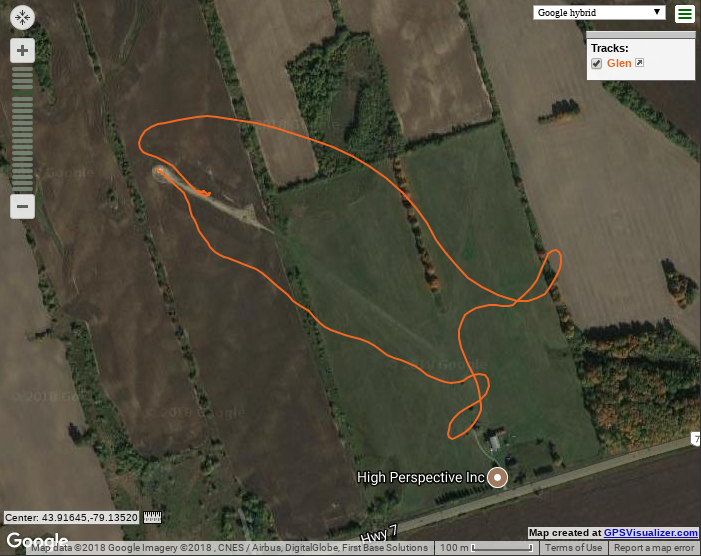 Google hybrid
Tracks:
Glen
High Perspective Inc
7
Hwy 7
Center: 43.91645,-79.13520
Map created at GPSVisualizer.com
Google
Map data ©2018 Google Imagery ©2018 , CNES / Airbus, DigitalGlobe, First Base Solutions
100 m
Terms of Use
Report a map error